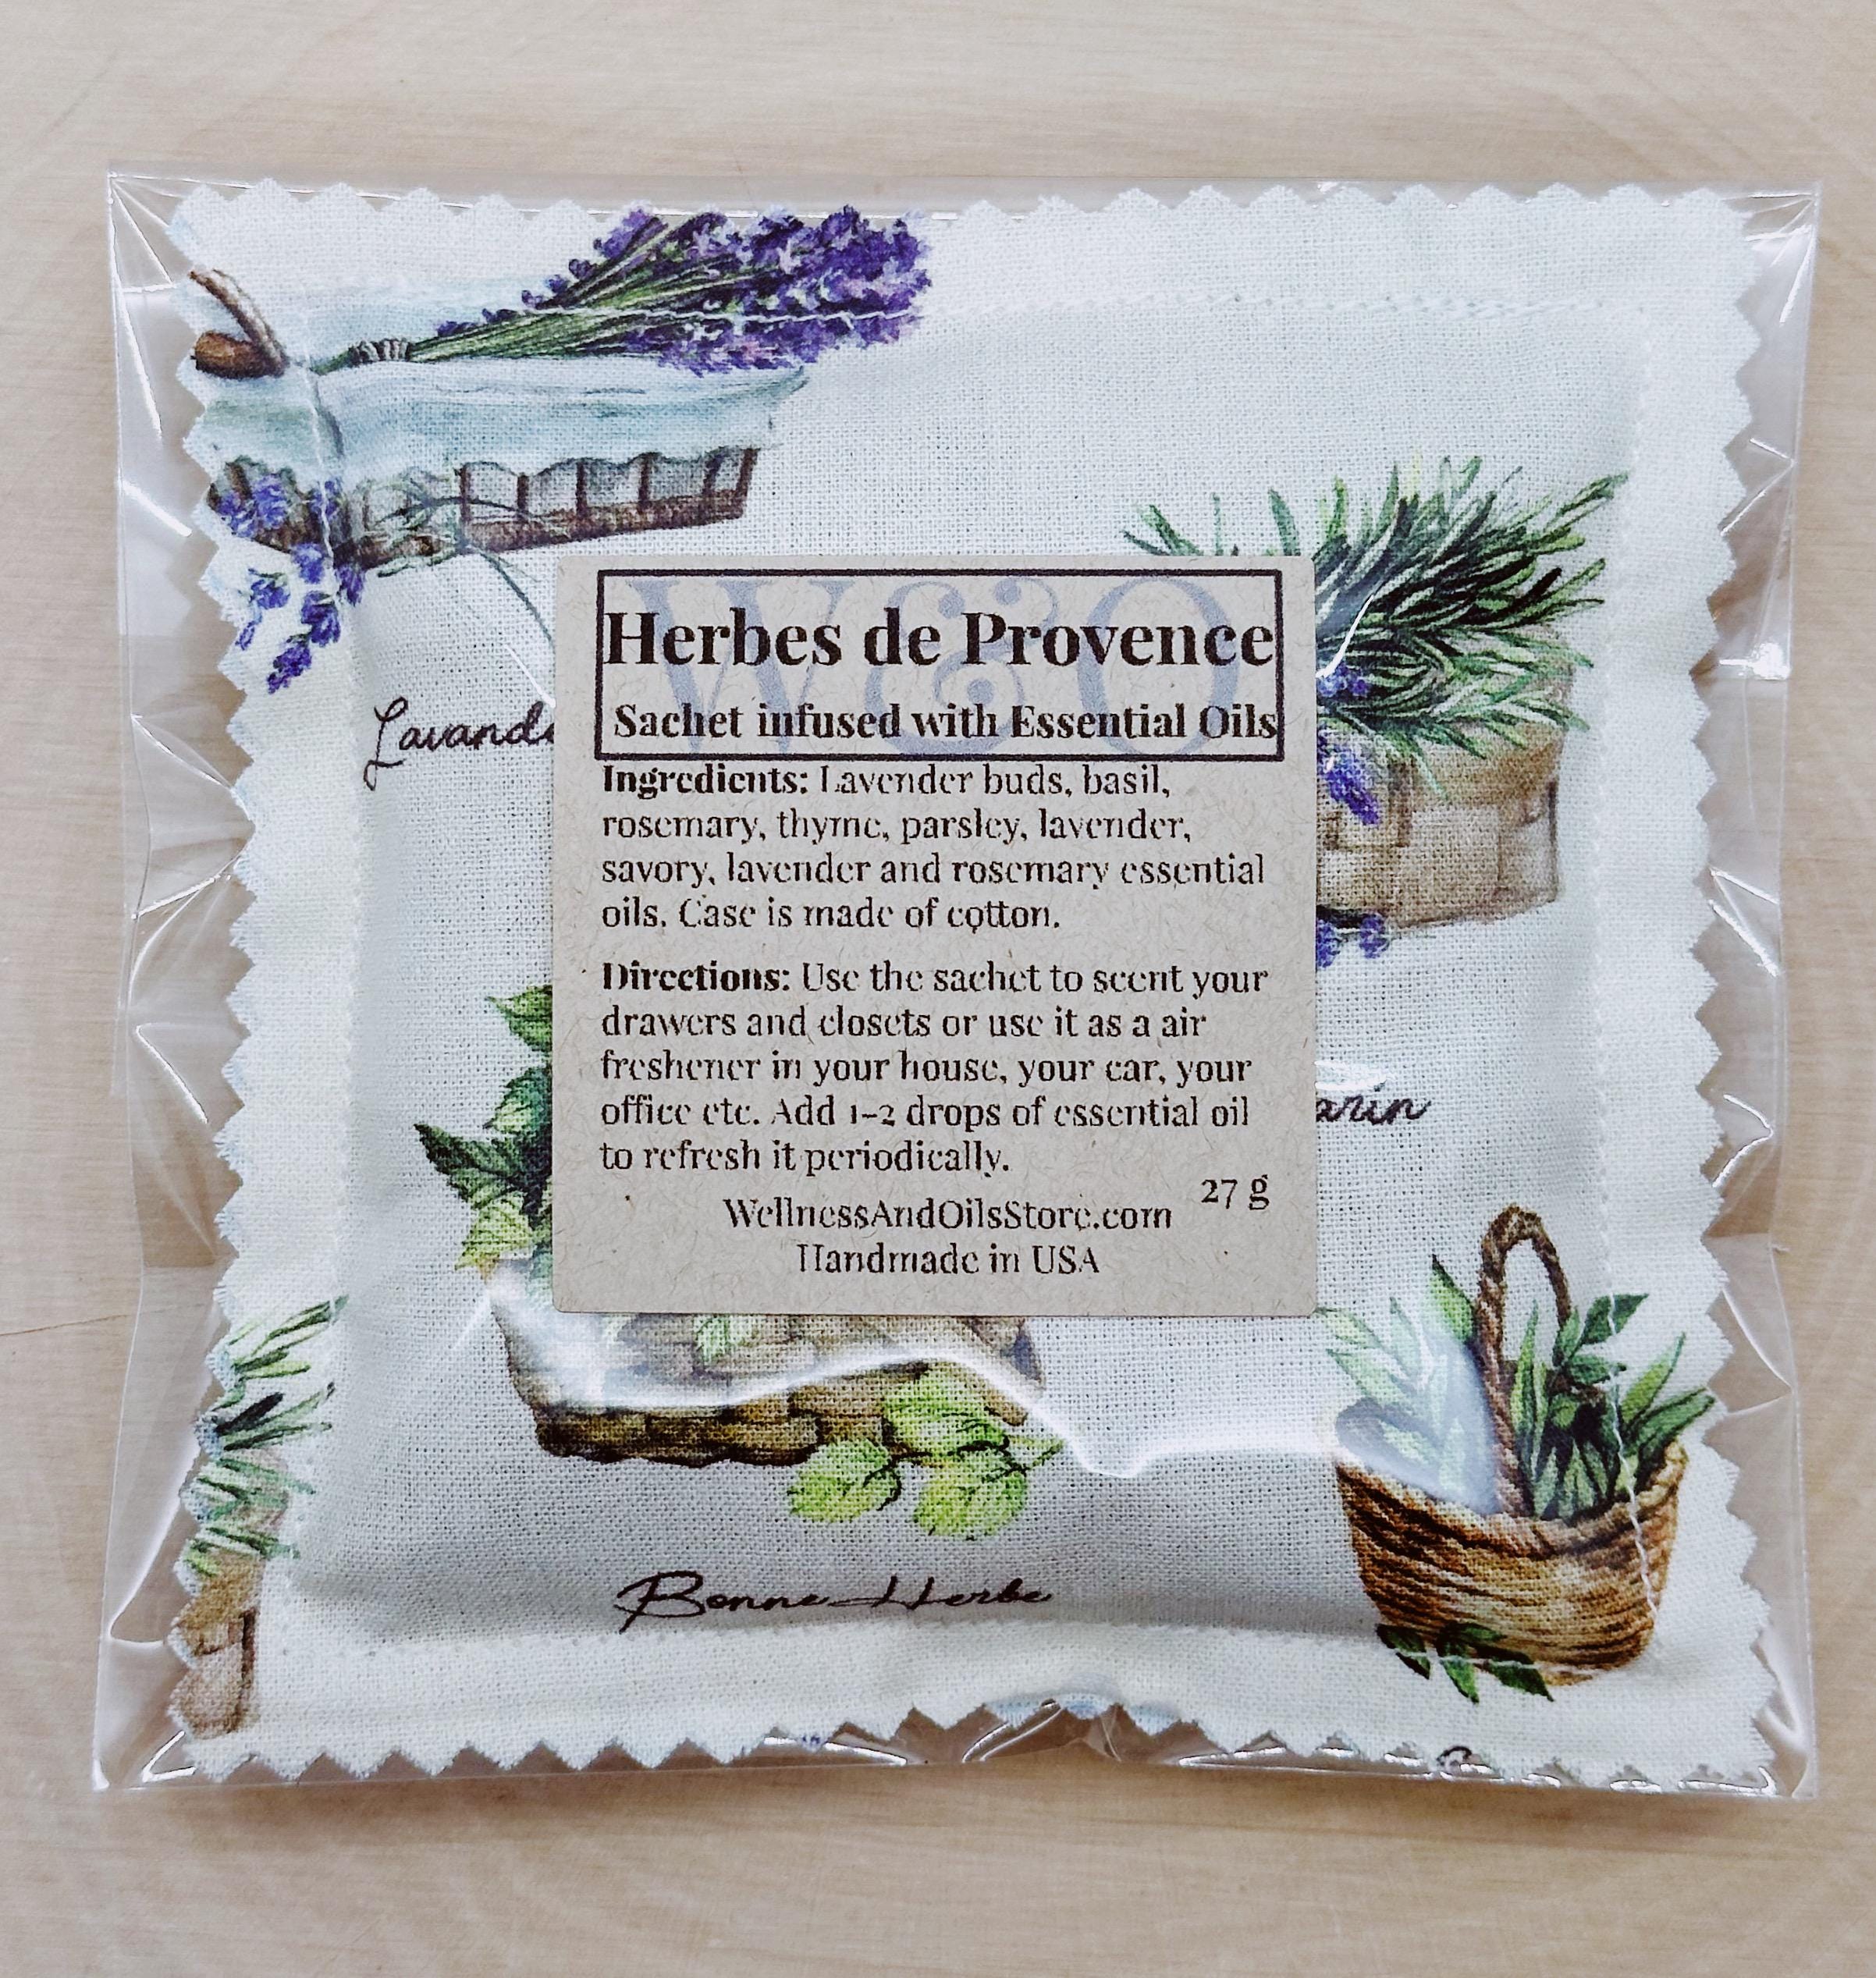 W&O
Herbes de Provence
Sachet infused with Essential Oils
Ingredients: Lavender buds, basil,
rosemary, thyme, parsley, lavender,
savory, lavender and rosemary essential
oils. Case is made of cotton.
Directions: Use the sachet to scent your
drawers and closets or use it as a air
freshener in your house, your car, your
office etc. Add 1-2 drops of essential oil
to refresh it periodically.
27 g
WellnessAndOilsStore.com
Handmade in USA
Lavande
arin
Bonne Herbe